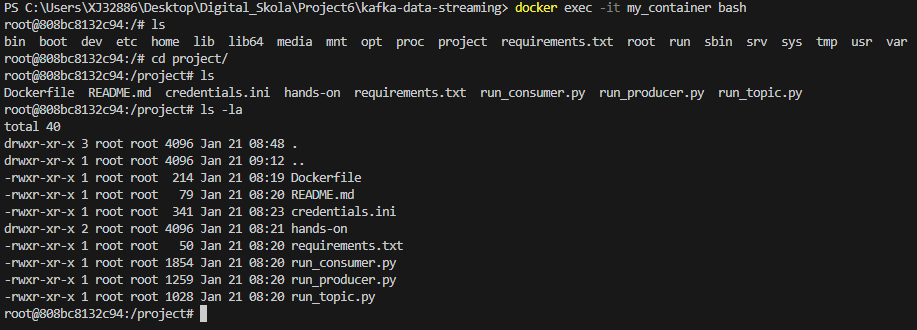 PS C:\Users\XJ32886\Desktop\Digital_Skola\Project6\kafka-data-streaming> docker exec -it my_container bash
root@808bc8132c94:/# ls
bin  boot  dev  etc  home  lib  lib64  media  mnt  opt  proc  project  requirements.txt  root  run  sbin  srv  sys  tmp  usr  var
root@808bc8132c94:/# cd project/
root@808bc8132c94:/project# ls
Dockerfile  README.md  credentials.ini  hands-on  requirements.txt  run_consumer.py  run_producer.py  run_topic.py
root@808bc8132c94:/project# ls -la
total 40
drwxr-xr-x 3 root root 4096 Jan 21 08:48 .
drwxr-xr-x 1 root root 4096 Jan 21 09:12 ..
-rwxr-xr-x 1 root root  214 Jan 21 08:19 Dockerfile
-rwxr-xr-x 1 root root   79 Jan 21 08:20 README.md
-rwxr-xr-x 1 root root  341 Jan 21 08:23 credentials.ini
drwxr-xr-x 2 root root 4096 Jan 21 08:21 hands-on
-rwxr-xr-x 1 root root   50 Jan 21 08:20 requirements.txt
-rwxr-xr-x 1 root root 1854 Jan 21 08:20 run_consumer.py
-rwxr-xr-x 1 root root 1259 Jan 21 08:20 run_producer.py
-rwxr-xr-x 1 root root 1028 Jan 21 08:20 run_topic.py
root@808bc8132c94:/project#